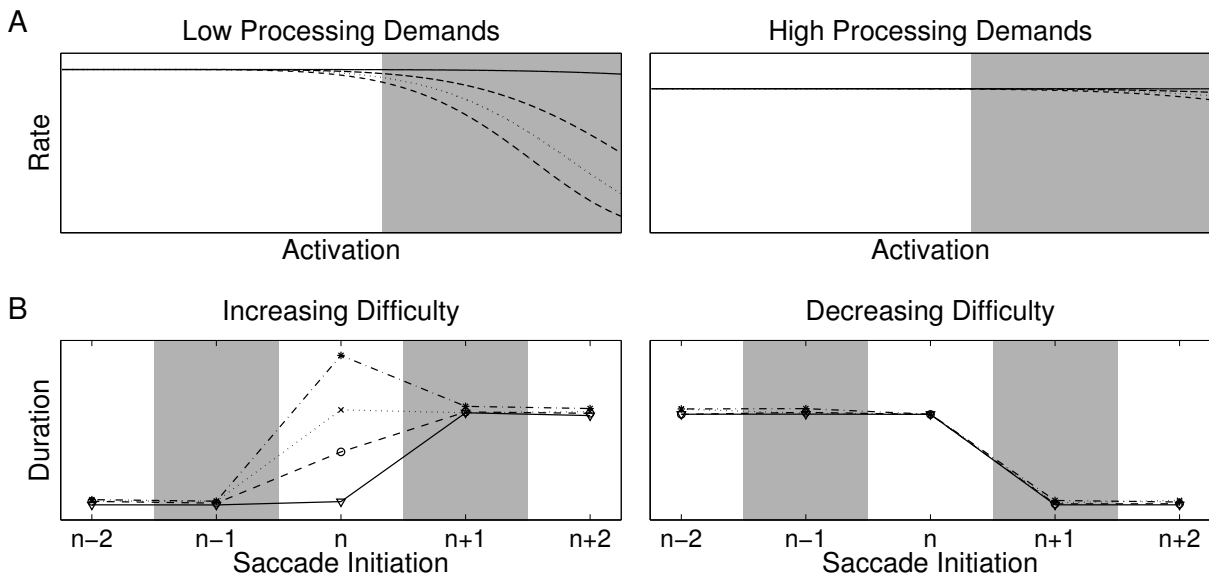 A
Low Processing Demands
High Processing Demands
Rate
Activation
Activation
B
Increasing Difficulty
Decreasing Difficulty
Duration
n−2 n−1 n n+1 n+2
n−2 n−1 n n+1 n+2
Saccade Initiation
Saccade Initiation